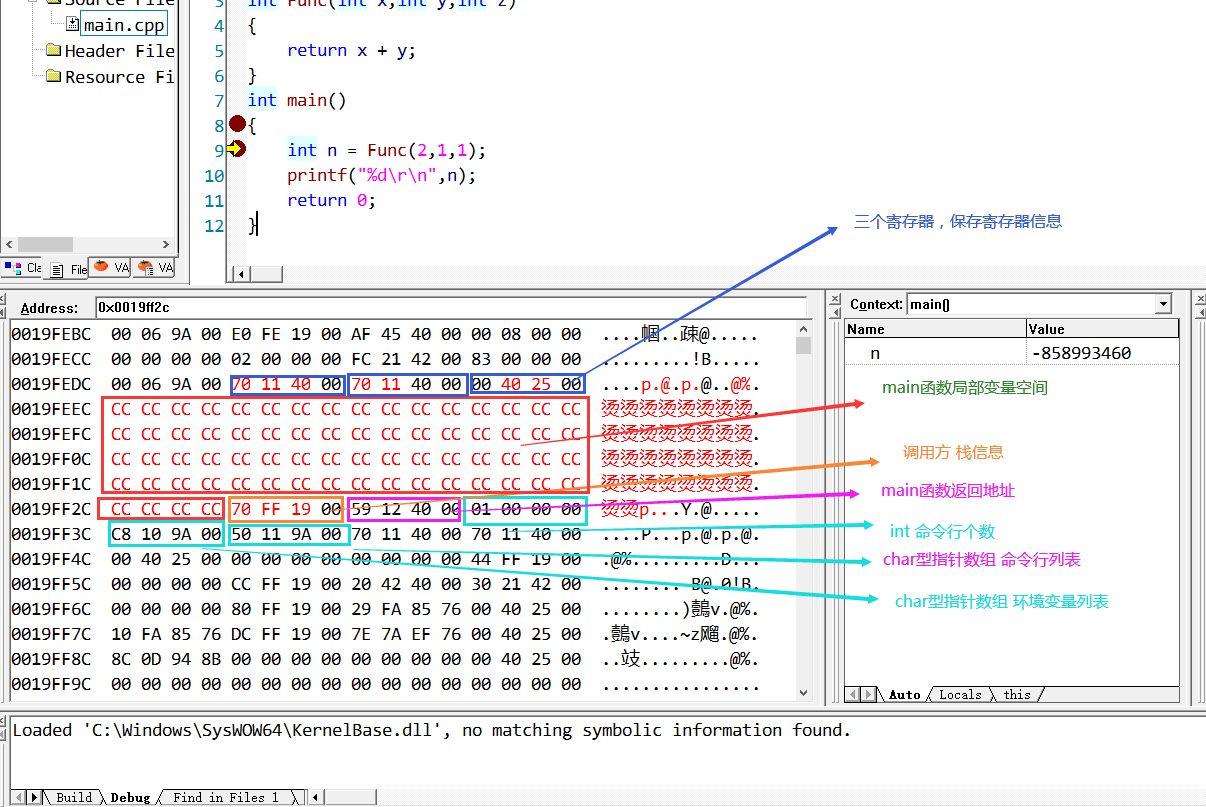 Source File
main.cpp
Header File
Resource Fi
Cla
File
VA
VA
3 int Func(int x,int y,int z)
4 {
5 return x + y;
6 }
7 int main()
8 {
9 int n = Func(2,1,1);
10 printf("%d\r\n",n);
11 return 0;
12 }
三个寄存器，保存寄存器信息
Address: 0x0019ff2c
0019FEBC 00 06 9A 00 E0 FE 19 00 AF 45 40 00 00 08 00 00 ....帼..疎@.....
0019FECC 00 00 00 00 02 00 00 00 FC 21 42 00 83 00 00 00 .........!B.....
0019FEDC 00 06 9A 00 70 11 40 00 70 11 40 00 00 40 25 00 ....p.@.p.@..@%.
0019FEEC CC CC CC CC CC CC CC CC CC CC CC CC CC CC CC CC 烫烫烫烫烫烫烫烫.
0019FEFC CC CC CC CC CC CC CC CC CC CC CC CC CC CC CC CC 烫烫烫烫烫烫烫烫.
0019FF0C CC CC CC CC CC CC CC CC CC CC CC CC CC CC CC CC 烫烫烫烫烫烫烫烫.
0019FF1C CC CC CC CC CC CC CC CC CC CC CC CC CC CC CC CC 烫烫烫烫烫烫烫烫.
0019FF2C CC CC CC CC 70 FF 19 00 59 12 40 00 01 00 00 00 烫烫p...Y.@.....
0019FF3C C8 10 9A 00 50 11 9A 00 70 11 40 00 70 11 40 00 ....P...p.@.p.@.
0019FF4C 00 40 25 00 00 00 00 00 00 00 00 00 44 FF 19 00 .@%.........D...
0019FF5C 00 00 00 00 CC FF 19 00 20 42 40 00 30 21 42 00 ........ B@.0!B.
0019FF6C 00 00 00 00 80 FF 19 00 29 FA 85 76 00 40 25 00 ........)鷧v.@%.
0019FF7C 10 FA 85 76 DC FF 19 00 7E 7A EF 76 00 40 25 00 .鷧v....~z飗.@%.
0019FF8C 8C 0D 94 8B 00 00 00 00 00 00 00 00 00 40 25 00 ..攱.........@%.
0019FF9C 00 00 00 00 00 00 00 00 00 00 00 00 00 00 00 00 ................
Context: main()
Name Value
n -858993460
main函数局部变量空间
调用方 栈信息
main函数返回地址
int 命令行个数
char型指针数组 命令行列表
char型指针数组 环境变量列表
Auto Locals this
Loaded 'C:\Windows\SysWOW64\KernelBase.dll', no matching symbolic information found.
Build Debug Find in Files 1